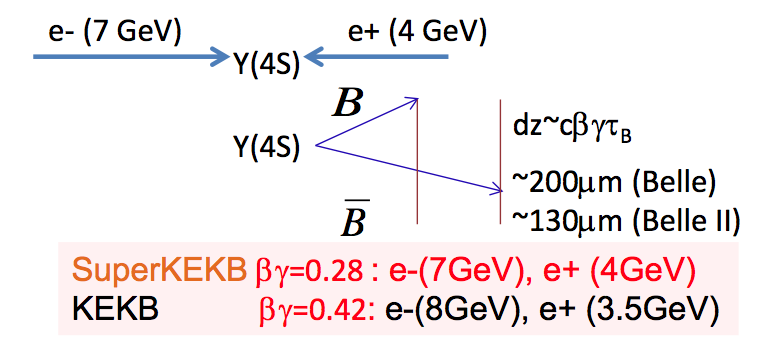 e- (7 GeV) e+ (4 GeV)
Y(4S)
B
dz~cβγτB
Y(4S)
~200μm (Belle)
B̅
~130μm (Belle II)
SuperKEKB βγ=0.28 : e-(7GeV), e+ (4GeV)
KEKB βγ=0.42: e-(8GeV), e+ (3.5GeV)